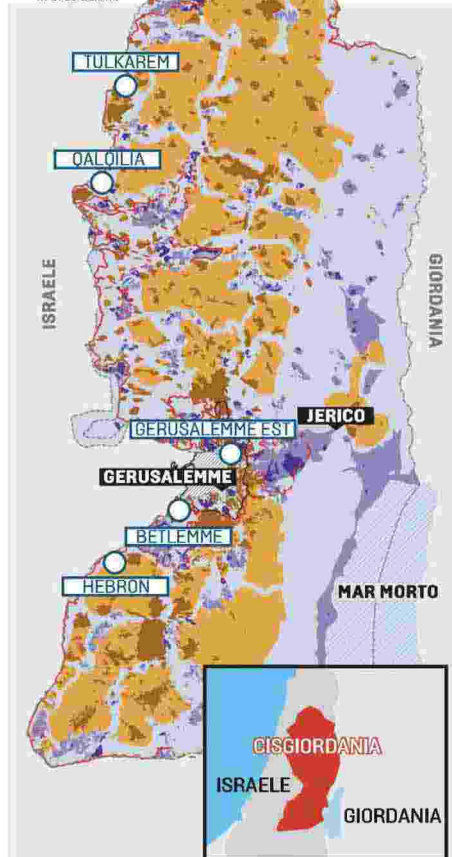 TULKAREM
QALQILIA
ISRAELE
GIORDANIA
JERICO
GERUSALEMME EST
GERUSALEMME
BETLEMME
HEBRON
MAR MORTO
CISGIORDANIA
ISRAELE
GIORDANIA